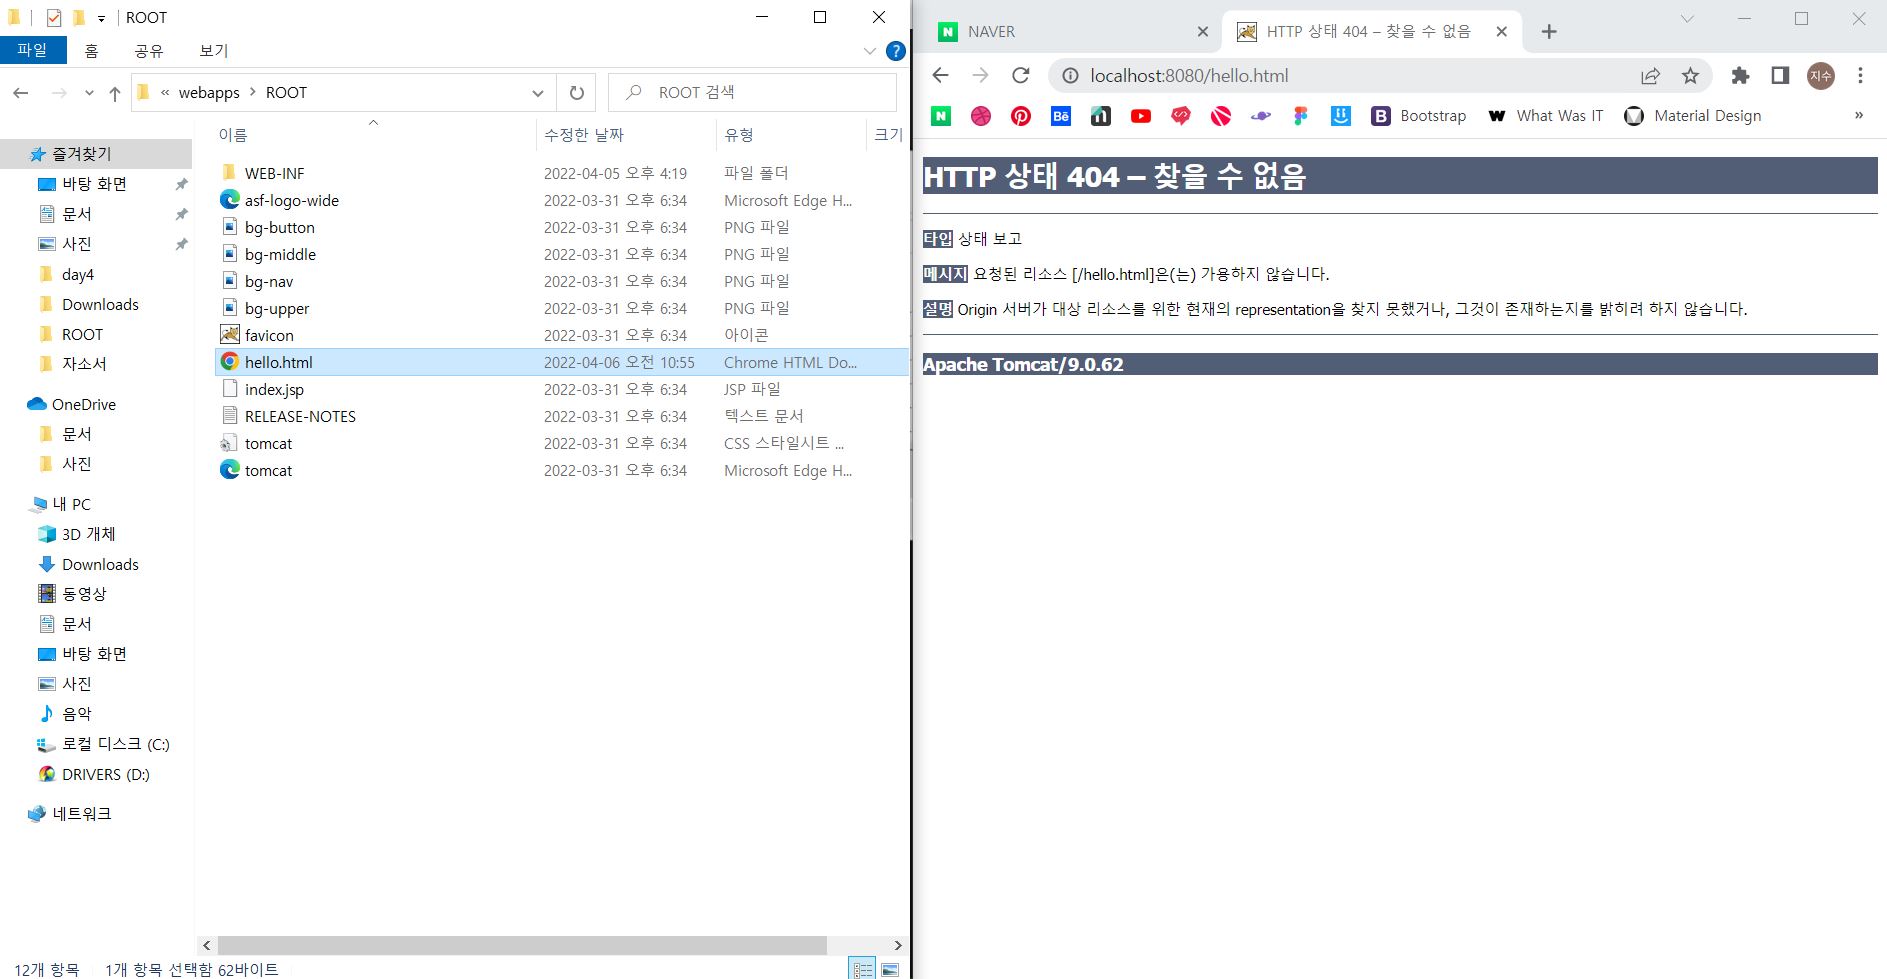 ROOT
파일 홈 공유 보기
« webapps > ROOT
ROOT 검색
이름 수정한 날짜 유형 크기
즐겨찾기
바탕 화면
문서
사진
day4
Downloads
ROOT
자소서
OneDrive
문서
사진
내 PC
3D 개체
Downloads
동영상
문서
바탕 화면
사진
음악
로컬 디스크 (C:)
DRIVERS (D:)
네트워크
WEB-INF 2022-04-05 오후 4:19 파일 폴더
asf-logo-wide 2022-03-31 오후 6:34 Microsoft Edge H...
bg-button 2022-03-31 오후 6:34 PNG 파일
bg-middle 2022-03-31 오후 6:34 PNG 파일
bg-nav 2022-03-31 오후 6:34 PNG 파일
bg-upper 2022-03-31 오후 6:34 PNG 파일
favicon 2022-03-31 오후 6:34 아이콘
hello.html 2022-04-06 오전 10:55 Chrome HTML Do...
index.jsp 2022-03-31 오후 6:34 JSP 파일
RELEASE-NOTES 2022-03-31 오후 6:34 텍스트 문서
tomcat 2022-03-31 오후 6:34 CSS 스타일시트 ...
tomcat 2022-03-31 오후 6:34 Microsoft Edge H...
12개 항목 1개 항목 선택함 62바이트
NAVER
HTTP 상태 404 – 찾을 수 없음
localhost:8080/hello.html
지수
Bootstrap What Was IT Material Design »
HTTP 상태 404 – 찾을 수 없음
타입 상태 보고
메시지 요청된 리소스 [/hello.html]은(는) 가용하지 않습니다.
설명 Origin 서버가 대상 리소스를 위한 현재의 representation을 찾지 못했거나, 그것이 존재하는지를 밝히려 하지 않습니다.
Apache Tomcat/9.0.62